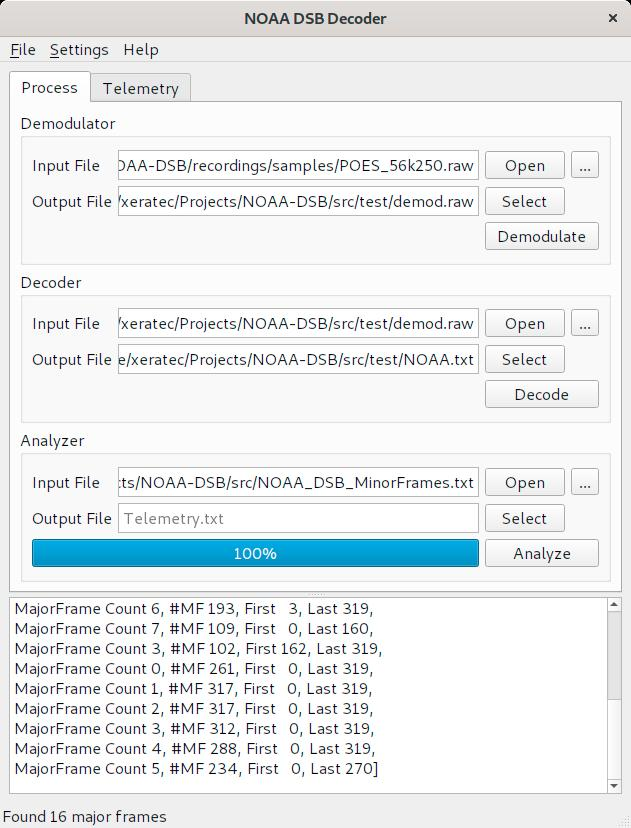 NOAA DSB Decoder ×
File Settings Help
Process Telemetry
Demodulator
Input File OAA-DSB/recordings/samples/POES_56k250.raw Open ...
Output File /xeratec/Projects/NOAA-DSB/src/test/demod.raw Select
Demodulate
Decoder
Input File /xeratec/Projects/NOAA-DSB/src/test/demod.raw Open ...
Output File e/xeratec/Projects/NOAA-DSB/src/test/NOAA.txt Select
Decode
Analyzer
Input File cts/NOAA-DSB/src/NOAA_DSB_MinorFrames.txt Open ...
Output File Telemetry.txt Select
100% Analyze
MajorFrame Count 6, #MF 193, First   3, Last 319,
MajorFrame Count 7, #MF 109, First   0, Last 160,
MajorFrame Count 3, #MF 102, First 162, Last 319,
MajorFrame Count 0, #MF 261, First   0, Last 319,
MajorFrame Count 1, #MF 317, First   0, Last 319,
MajorFrame Count 2, #MF 317, First   0, Last 319,
MajorFrame Count 3, #MF 312, First   0, Last 319,
MajorFrame Count 4, #MF 288, First   0, Last 319,
MajorFrame Count 5, #MF 234, First   0, Last 270]
Found 16 major frames